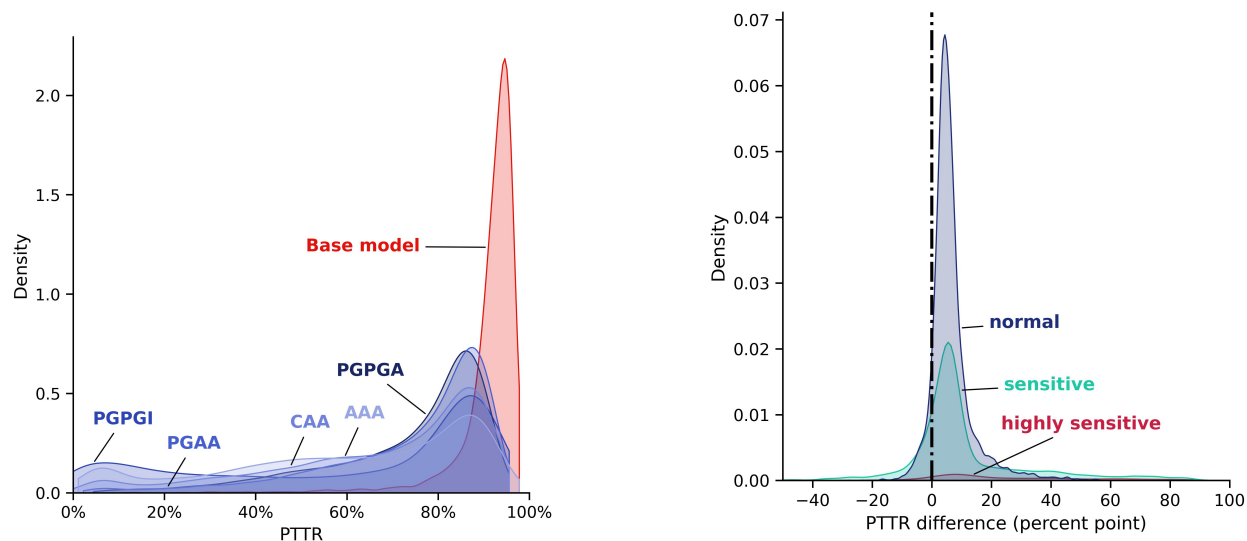 2.0
1.5
1.0
0.5
0.0
Density
Base model
PGPGA
PGPGI
PGAA
CAA
AAA
0% 20% 40% 60% 80% 100%
PTTR
0.07
0.06
0.05
0.04
0.03
0.02
0.01
0.00
Density
normal
sensitive
highly sensitive
−40 −20 0 20 40 60 80 100
PTTR difference (percent point)